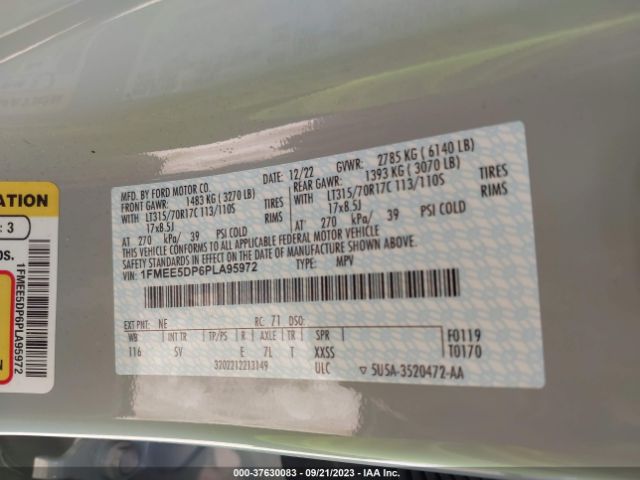 MFD. BY FORD MOTOR CO.
DATE: 12/22
GVWR: 2785 KG ( 6140 LB)
FRONT GAWR: 1483 KG ( 3270 LB)
REAR GAWR: 1393 KG ( 3070 LB)
LT315/70R17C 113/110S TIRES
LT315/70R17C 113/110S TIRES
17x8.5J RIMS
17x8.5J RIMS
AT 270 kPa/ 39 PSI COLD
AT 270 kPa/ 39 PSI COLD
THIS VEHICLE CONFORMS TO ALL APPLICABLE FEDERAL MOTOR VEHICLE
SAFETY STANDARDS IN EFFECT ON THE DATE OF MANUFACTURE SHOWN ABOVE.
VIN: 1FMEE5DP6PLA95972
TYPE: MPV
EXT PNT: NE RC: 71 DSO:
WB INT TR TP/PS R AXLE TR SPR F0119
116 SV E 7L T XXSS T0170
3202212213149 ULC ▽ 5U5A-3520472-AA
ATION
: 3
os.
1FMEE5DP6PLA95972
N
000-37630083 - 09/21/2023 - IAA Inc.